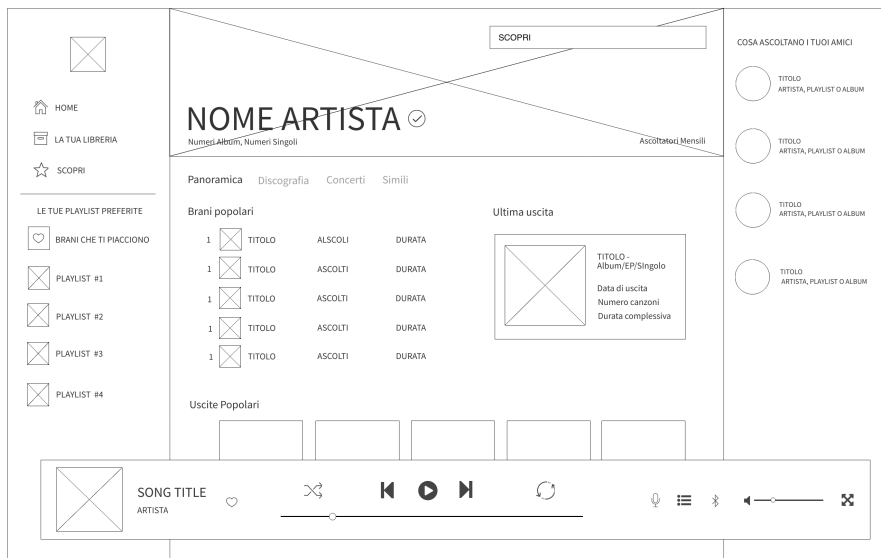 HOME
LA TUA LIBRERIA
SCOPRI
LE TUE PLAYLIST PREFERITE
BRANI CHE TI PIACCIONO
PLAYLIST #1
PLAYLIST #2
PLAYLIST #3
PLAYLIST #4
SCOPRI
NOME ARTISTA
Numeri Album, Numeri Singoli
Ascoltatori Mensili
Panoramica Discografia Concerti Simili
Brani popolari
1 TITOLO ALSCOLI DURATA
1 TITOLO ASCOLTI DURATA
1 TITOLO ASCOLTI DURATA
1 TITOLO ASCOLTI DURATA
1 TITOLO ASCOLTI DURATA
Ultima uscita
TITOLO -
Album/EP/SIngolo
Data di uscita
Numero canzoni
Durata complessiva
Uscite Popolari
COSA ASCOLTANO I TUOI AMICI
TITOLO
ARTISTA, PLAYLIST O ALBUM
TITOLO
ARTISTA, PLAYLIST O ALBUM
TITOLO
ARTISTA, PLAYLIST O ALBUM
TITOLO
ARTISTA, PLAYLIST O ALBUM
SONG TITLE
ARTISTA